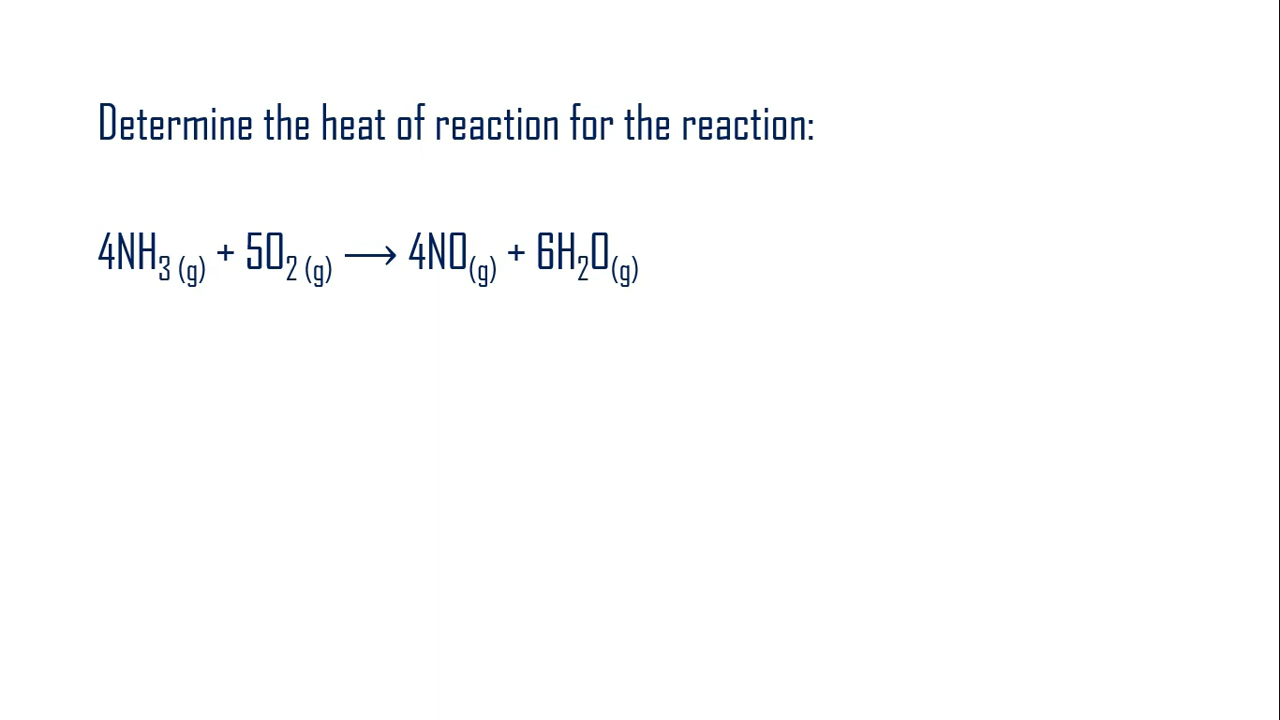 Determine the heat of reaction for the reaction:
4NH₃ (g) + 5O₂ (g) ⟶ 4NO(g) + 6H₂O(g)